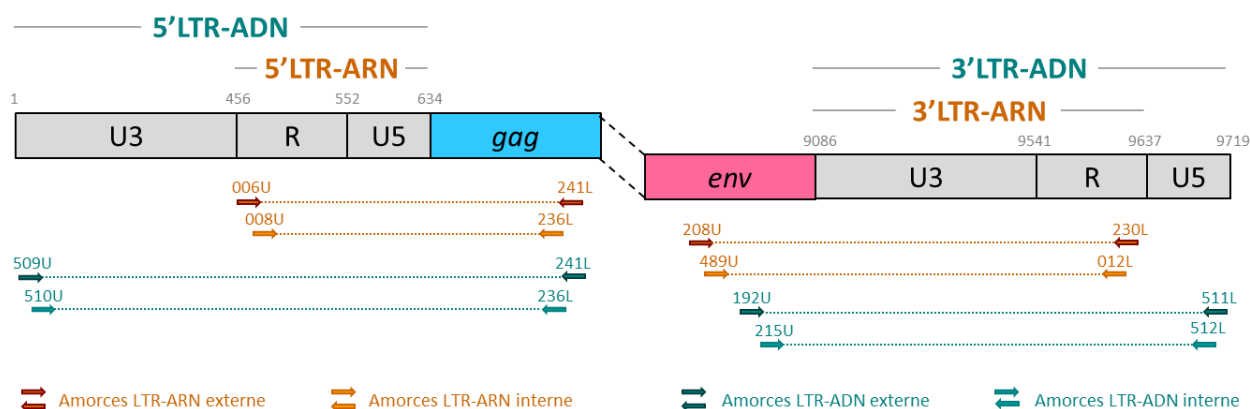 5’LTR-ADN
5’LTR-ARN
3’LTR-ADN
3’LTR-ARN
1 456 552 634
9086 9541 9637 9719
U3 R U5 gag
env U3 R U5
006U 241L
008U 236L
208U 230L
489U 012L
509U 241L
510U 236L
192U 511L
215U 512L
Amorces LTR-ARN externe Amorces LTR-ARN interne Amorces LTR-ADN externe Amorces LTR-ADN interne